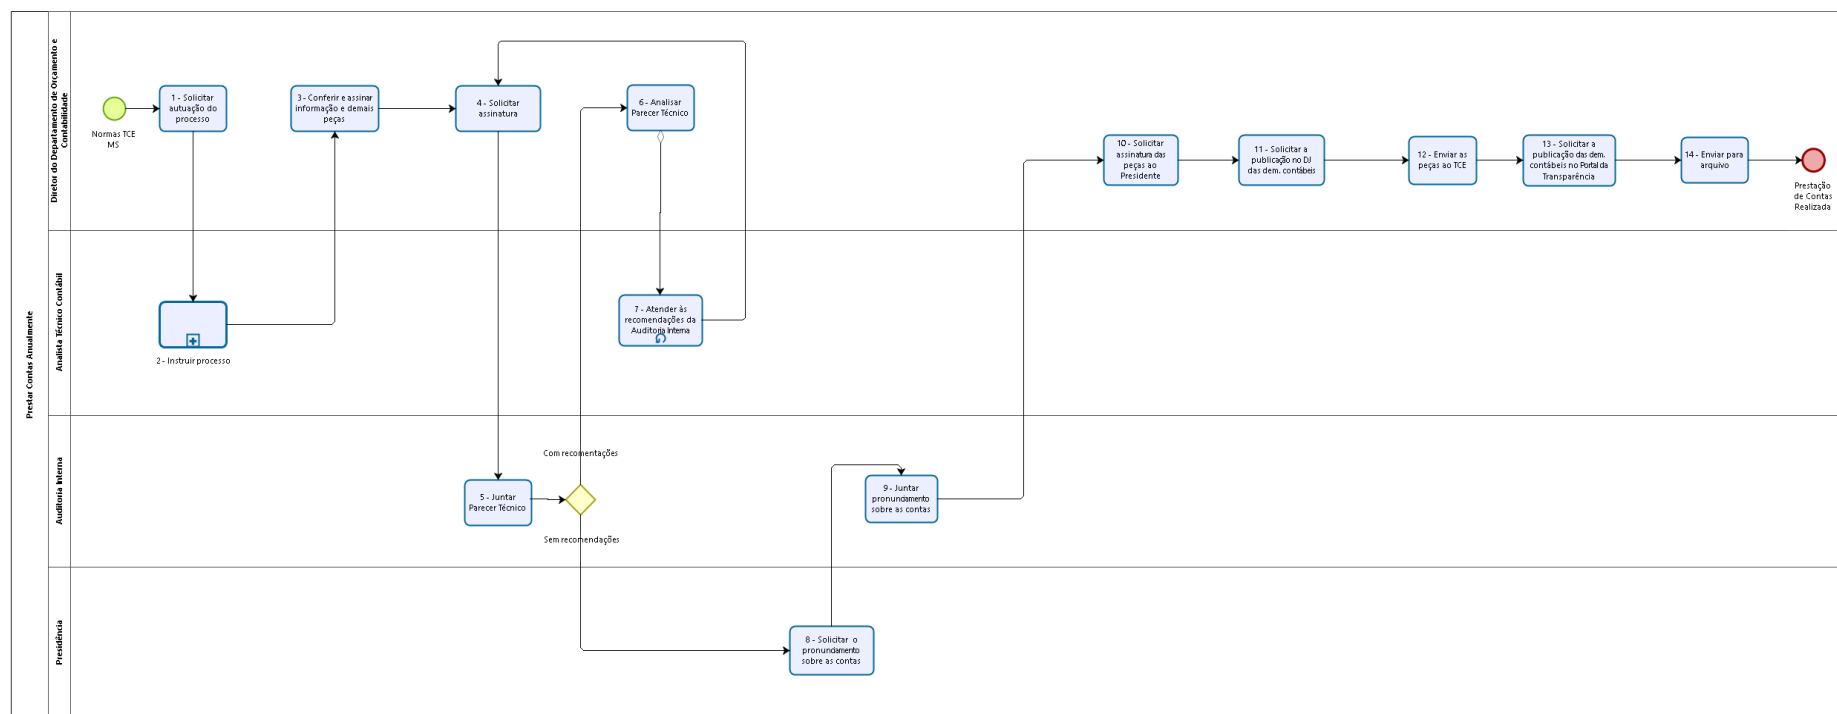 Prestar Contas Anualmente
Diretor do Departamento de Orçamento e
Contabilidade
Normas TCE
MS
1 - Solicitar
autuação do
processo
3 - Conferir e assinar
informação e demais
peças
4 - Solicitar
assinatura
6 - Analisar
Parecer Técnico
10 - Solicitar
assinatura das
peças ao
Presidente
11 - Solicitar a
publicação no DJ
das dem. contábeis
12 - Enviar as
peças ao TCE
13 - Solicitar a
publicação das dem.
contábeis no Portal da
Transparência
14 - Enviar para
arquivo
Prestação
de Contas
Realizada
Analista Técnico Contábil
2 - Instruir processo
7 - Atender às
recomendações da
Auditoria Interna
Auditoria Interna
5 - Juntar
Parecer Técnico
Com recomentações
Sem recomendações
9 - Juntar
pronunciamento
sobre as contas
Presidência
8 - Solicitar o
pronunciamento
sobre as contas